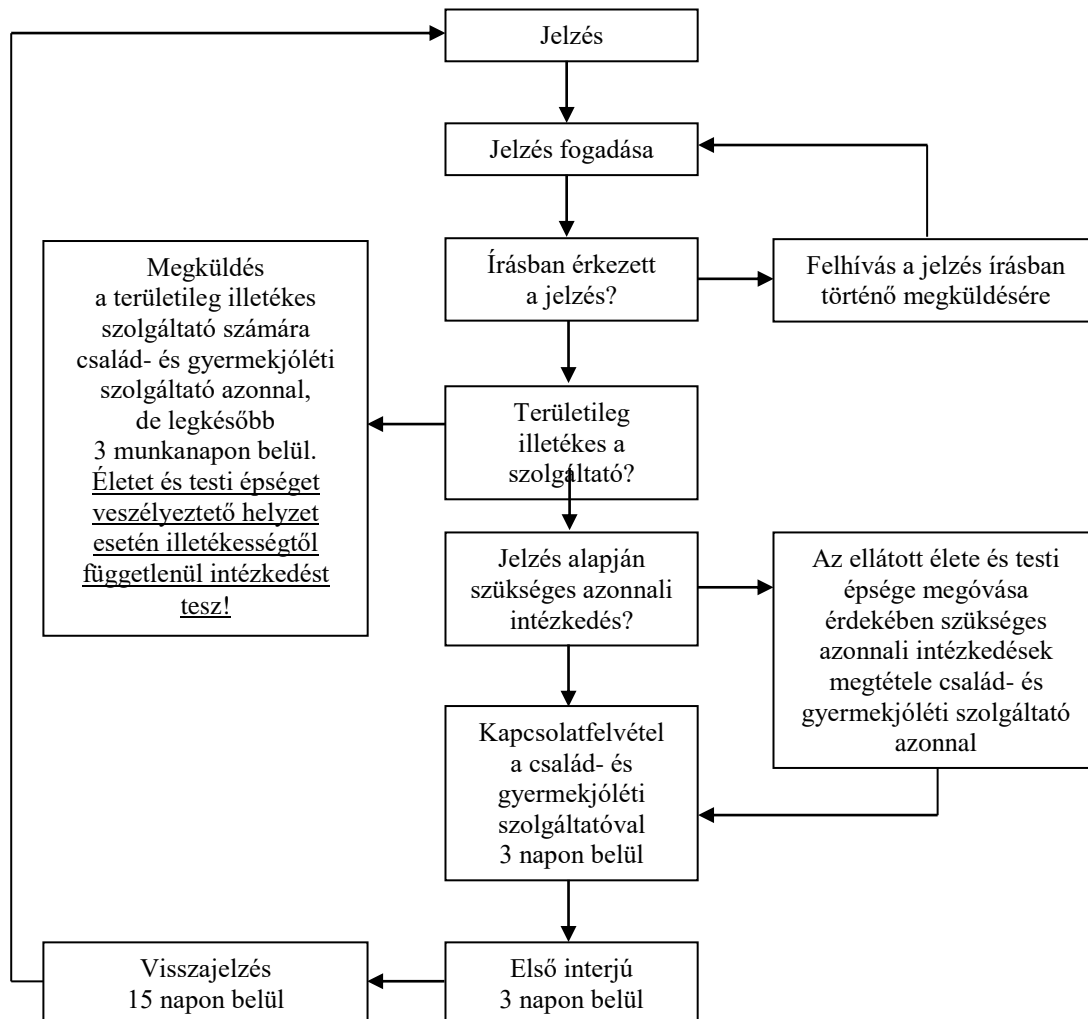 Jelzés
Jelzés fogadása
Írásban érkezett
a jelzés?
Felhívás a jelzés írásban
történő megküldésére
Megküldés
a területileg illetékes
szolgáltató számára
család- és gyermekjóléti
szolgáltató azonnal,
de legkésőbb
3 munkanapon belül.
Életet és testi épséget
veszélyeztető helyzet
esetén illetékességtől
függetlenül intézkedést
tesz!
Területileg
illetékes a
szolgáltató?
Jelzés alapján
szükséges azonnali
intézkedés?
Az ellátott élete és testi
épsége megóvása
érdekében szükséges
azonnali intézkedések
megtétele család- és
gyermekjóléti szolgáltató
azonnal
Kapcsolatfelvétel
a család- és
gyermekjóléti
szolgáltatóval
3 napon belül
Első interjú
3 napon belül
Visszajelzés
15 napon belül